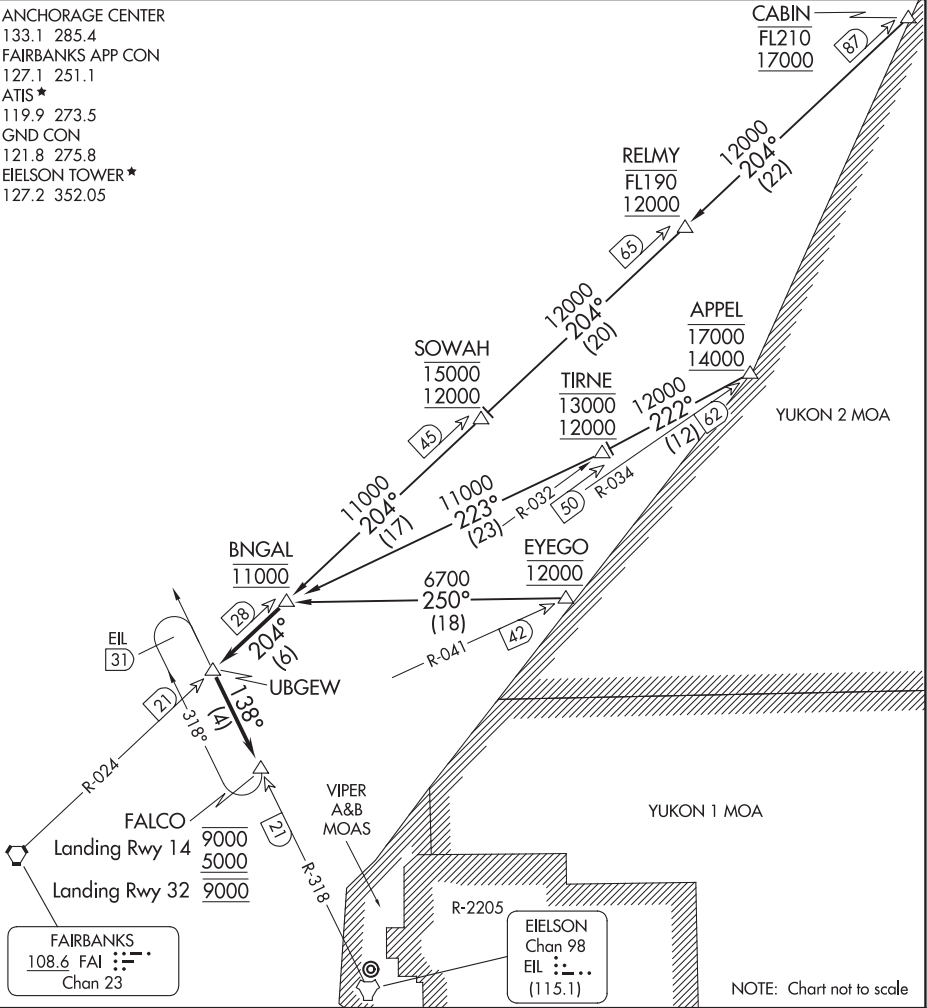 ANCHORAGE CENTER
133.1 285.4
FAIRBANKS APP CON
127.1 251.1
ATIS ★
119.9 273.5
GND CON
121.8 275.8
EIELSON TOWER ★
127.2 352.05
CABIN
FL210
17000
87
12000
204°
(22)
RELMY
FL190
12000
65
12000
204°
(20)
SOWAH
15000
12000
45
APPEL
17000
14000
TIRNE
13000
12000
12000
222°
(12)
62
YUKON 2 MOA
R-034
R-032
50
11000
204°
(17)
11000
223°
(23)
BNGAL
11000
28
EYEGO
12000
6700
250°
(18)
R-041
42
204°
(6)
EIL
31
UBGEW
21
138°
(4)
318°
R-024
FALCO
Landing Rwy 14 9000
5000
Landing Rwy 32 9000
21
R-318
VIPER
A&B
MOAS
YUKON 1 MOA
R-2205
FAIRBANKS
108.6 FAI
Chan 23
EIELSON
Chan 98
EIL
(115.1)
NOTE: Chart not to scale